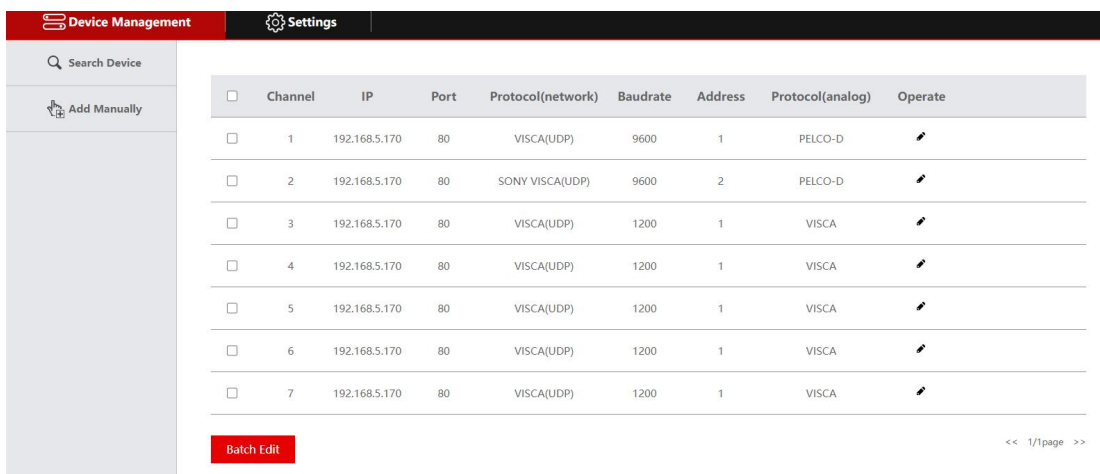 Device Management Settings
Search Device
Add Manually
Channel IP Port Protocol(network) Baudrate Address Protocol(analog) Operate
1 192.168.5.170 80 VISCA(UDP) 9600 1 PELCO-D
2 192.168.5.170 80 SONY VISCA(UDP) 9600 2 PELCO-D
3 192.168.5.170 80 VISCA(UDP) 1200 1 VISCA
4 192.168.5.170 80 VISCA(UDP) 1200 1 VISCA
5 192.168.5.170 80 VISCA(UDP) 1200 1 VISCA
6 192.168.5.170 80 VISCA(UDP) 1200 1 VISCA
7 192.168.5.170 80 VISCA(UDP) 1200 1 VISCA
Batch Edit << 1/1page >>